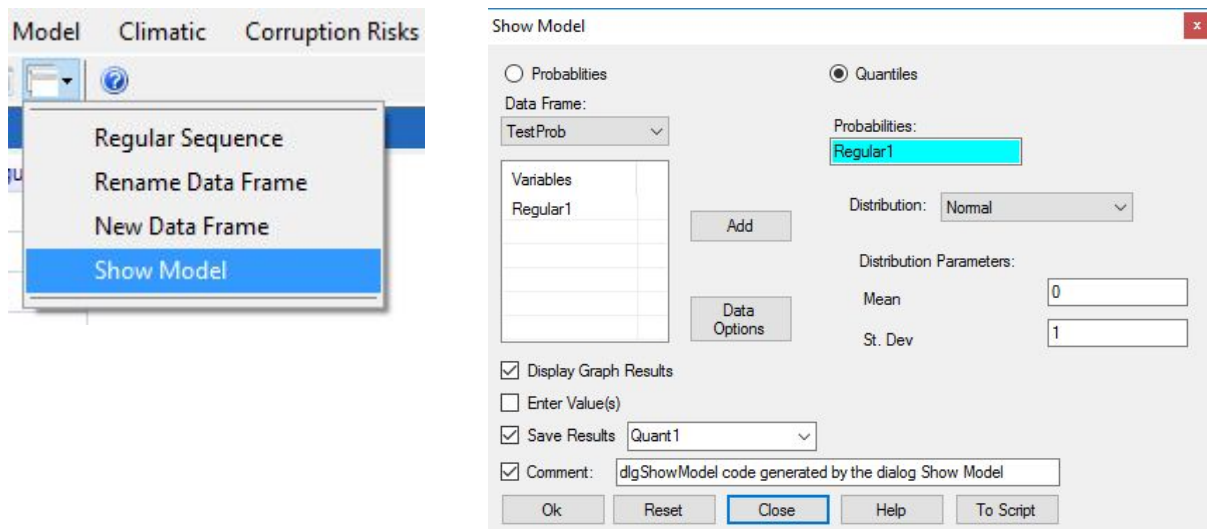 Model Climatic Corruption Risks
Regular Sequence
Rename Data Frame
New Data Frame
Show Model
Show Model
x
Probablities
Quantiles
Data Frame:
TestProb
Probabilities:
Regular1
Variables
Regular1
Distribution: Normal
Add
Distribution Parameters:
Mean 0
Data
Options
St. Dev 1
Display Graph Results
Enter Value(s)
Save Results Quant1
Comment: dlgShowModel code generated by the dialog Show Model
Ok Reset Close Help To Script